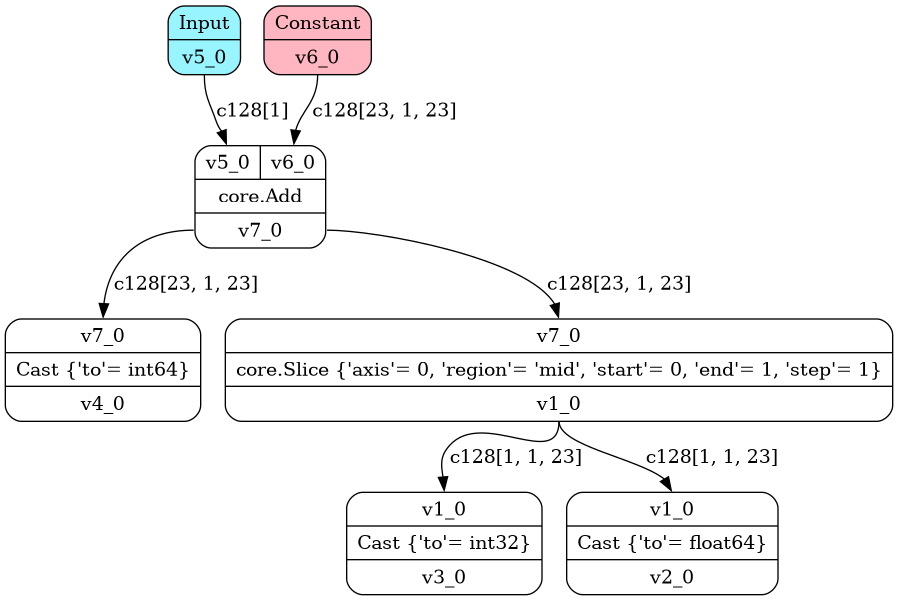 Input
v5_0
Constant
v6_0
c128[1]
c128[23, 1, 23]
v5_0
v6_0
core.Add
v7_0
c128[23, 1, 23]
c128[23, 1, 23]
v7_0
Cast {'to'= int64}
v4_0
v7_0
core.Slice {'axis'= 0, 'region'= 'mid', 'start'= 0, 'end'= 1, 'step'= 1}
v1_0
c128[1, 1, 23]
c128[1, 1, 23]
v1_0
Cast {'to'= int32}
v3_0
v1_0
Cast {'to'= float64}
v2_0